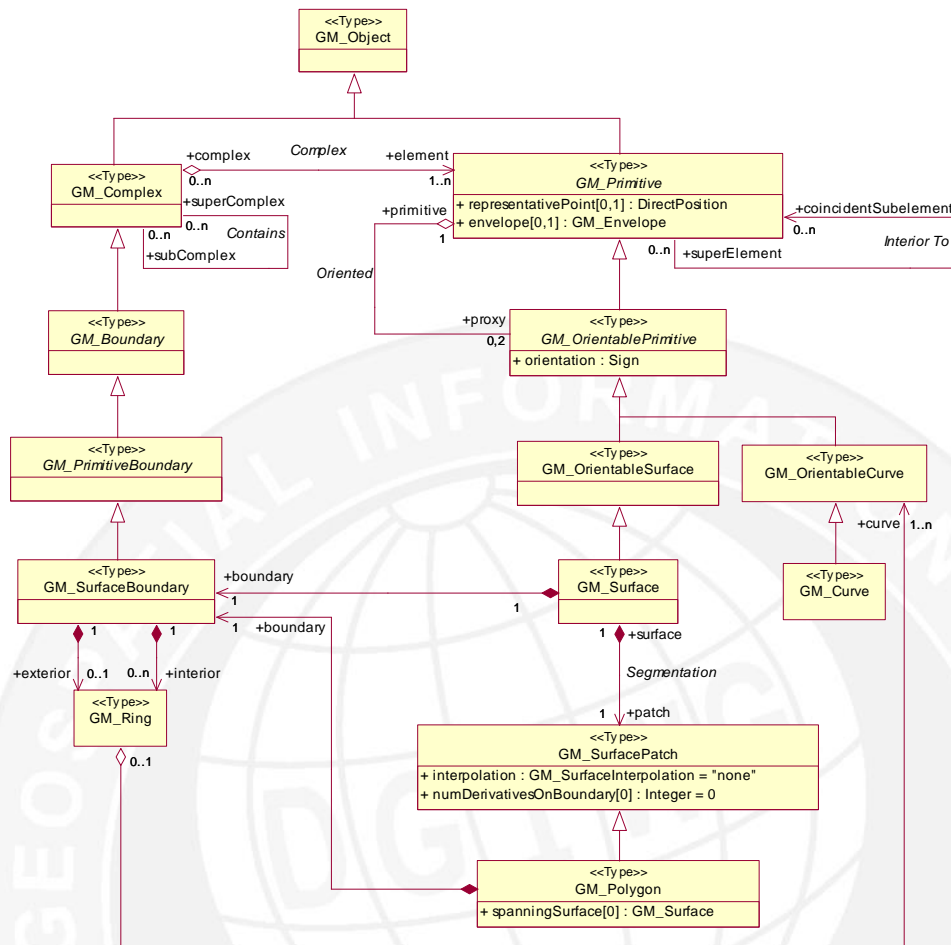 <<Type>>
GM_Object
+complex
Complex
+element
0..n
1..n
<<Type>>
GM_Complex
+superComplex
0..n
0..n
Contains
+subComplex
<<Type>>
GM_Primitive
+ representativePoint[0,1] : DirectPosition
+ envelope[0,1] : GM_Envelope
+primitive
1
+coincidentSubelement
0..n
Interior To
0..n
+superElement
Oriented
+proxy
0,2
<<Type>>
GM_Boundary
<<Type>>
GM_OrientablePrimitive
+ orientation : Sign
<<Type>>
GM_PrimitiveBoundary
<<Type>>
GM_OrientableSurface
<<Type>>
GM_OrientableCurve
+curve
1..n
<<Type>>
GM_SurfaceBoundary
+boundary
1
1
<<Type>>
GM_Surface
<<Type>>
GM_Curve
1
+boundary
1
1
+exterior
0..1
0..n
+interior
1
+surface
Segmentation
1
+patch
<<Type>>
GM_Ring
0..1
<<Type>>
GM_SurfacePatch
+ interpolation : GM_SurfaceInterpolation = "none"
+ numDerivativesOnBoundary[0] : Integer = 0
<<Type>>
GM_Polygon
+ spanningSurface[0] : GM_Surface
GEOS
IAL INFORMATION